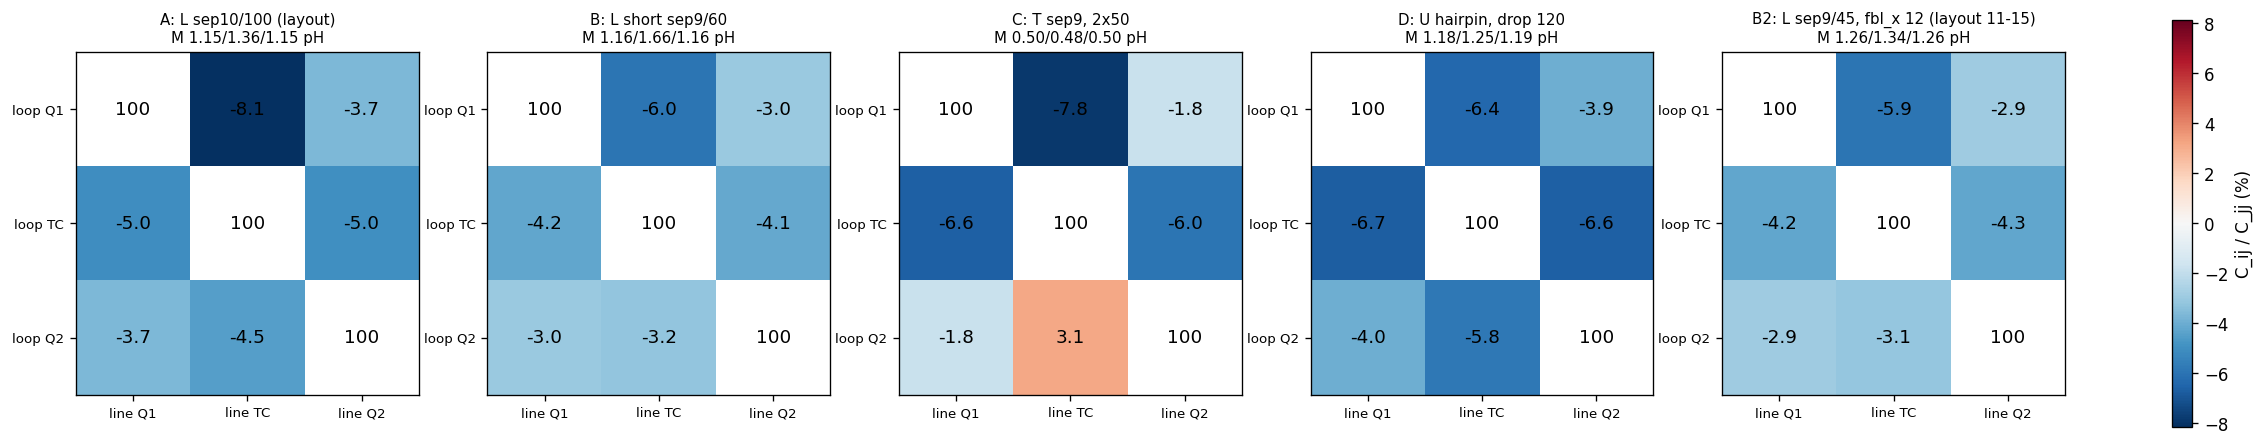 A: L sep10/100 (layout)
M 1.15/1.36/1.15 pH
loop Q1
100
-8.1
-3.7
loop TC
-5.0
100
-5.0
loop Q2
-3.7
-4.5
100
line Q1
line TC
line Q2
B: L short sep9/60
M 1.16/1.66/1.16 pH
loop Q1
100
-6.0
-3.0
loop TC
-4.2
100
-4.1
loop Q2
-3.0
-3.2
100
line Q1
line TC
line Q2
C: T sep9, 2x50
M 0.50/0.48/0.50 pH
loop Q1
100
-7.8
-1.8
loop TC
-6.6
100
-6.0
loop Q2
-1.8
3.1
100
line Q1
line TC
line Q2
D: U hairpin, drop 120
M 1.18/1.25/1.19 pH
loop Q1
100
-6.4
-3.9
loop TC
-6.7
100
-6.6
loop Q2
-4.0
-5.8
100
line Q1
line TC
line Q2
B2: L sep9/45, fbl_x 12 (layout 11-15)
M 1.26/1.34/1.26 pH
loop Q1
100
-5.9
-2.9
loop TC
-4.2
100
-4.3
loop Q2
-2.9
-3.1
100
line Q1
line TC
line Q2
8
6
4
2
0
−2
−4
−6
−8
C_ij / C_jj (%)